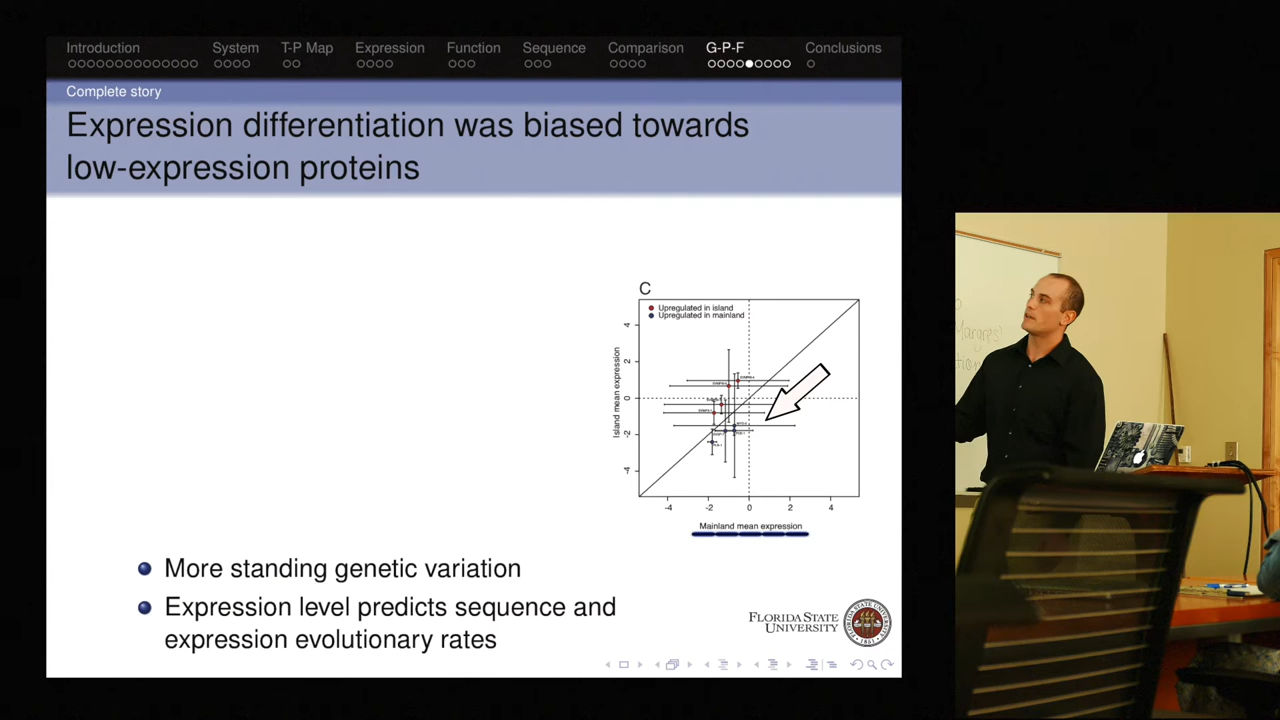 Introduction System T-P Map Expression Function Sequence Comparison G-P-F Conclusions
Complete story
Expression differentiation was biased towards
low-expression proteins
C
Upregulated in island
Upregulated in mainland
Island mean expression
4
2
0
-2
-4
-4 -2 0 2 4
Mainland mean expression
More standing genetic variation
Expression level predicts sequence and
expression evolutionary rates
FLORIDA STATE
UNIVERSITY